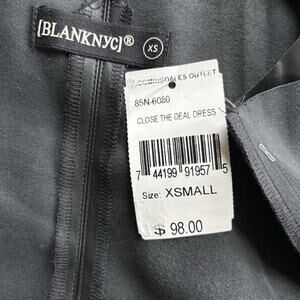 [BLANKNYC]®
XS
BLOOMINGDALES OUTLET
85N-6080
CLOSE THE DEAL DRESS
7 44199 91957 5
Size: XSMALL
$ 98.00